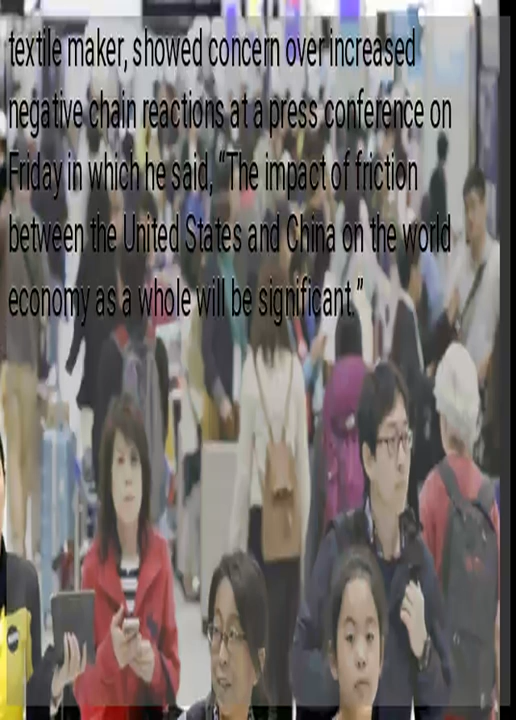 textile maker, showed concern over increased
negative chain reactions at a press conference on
Friday in which he said, “The impact of friction
between the United States and China on the world
economy as a whole will be significant.”